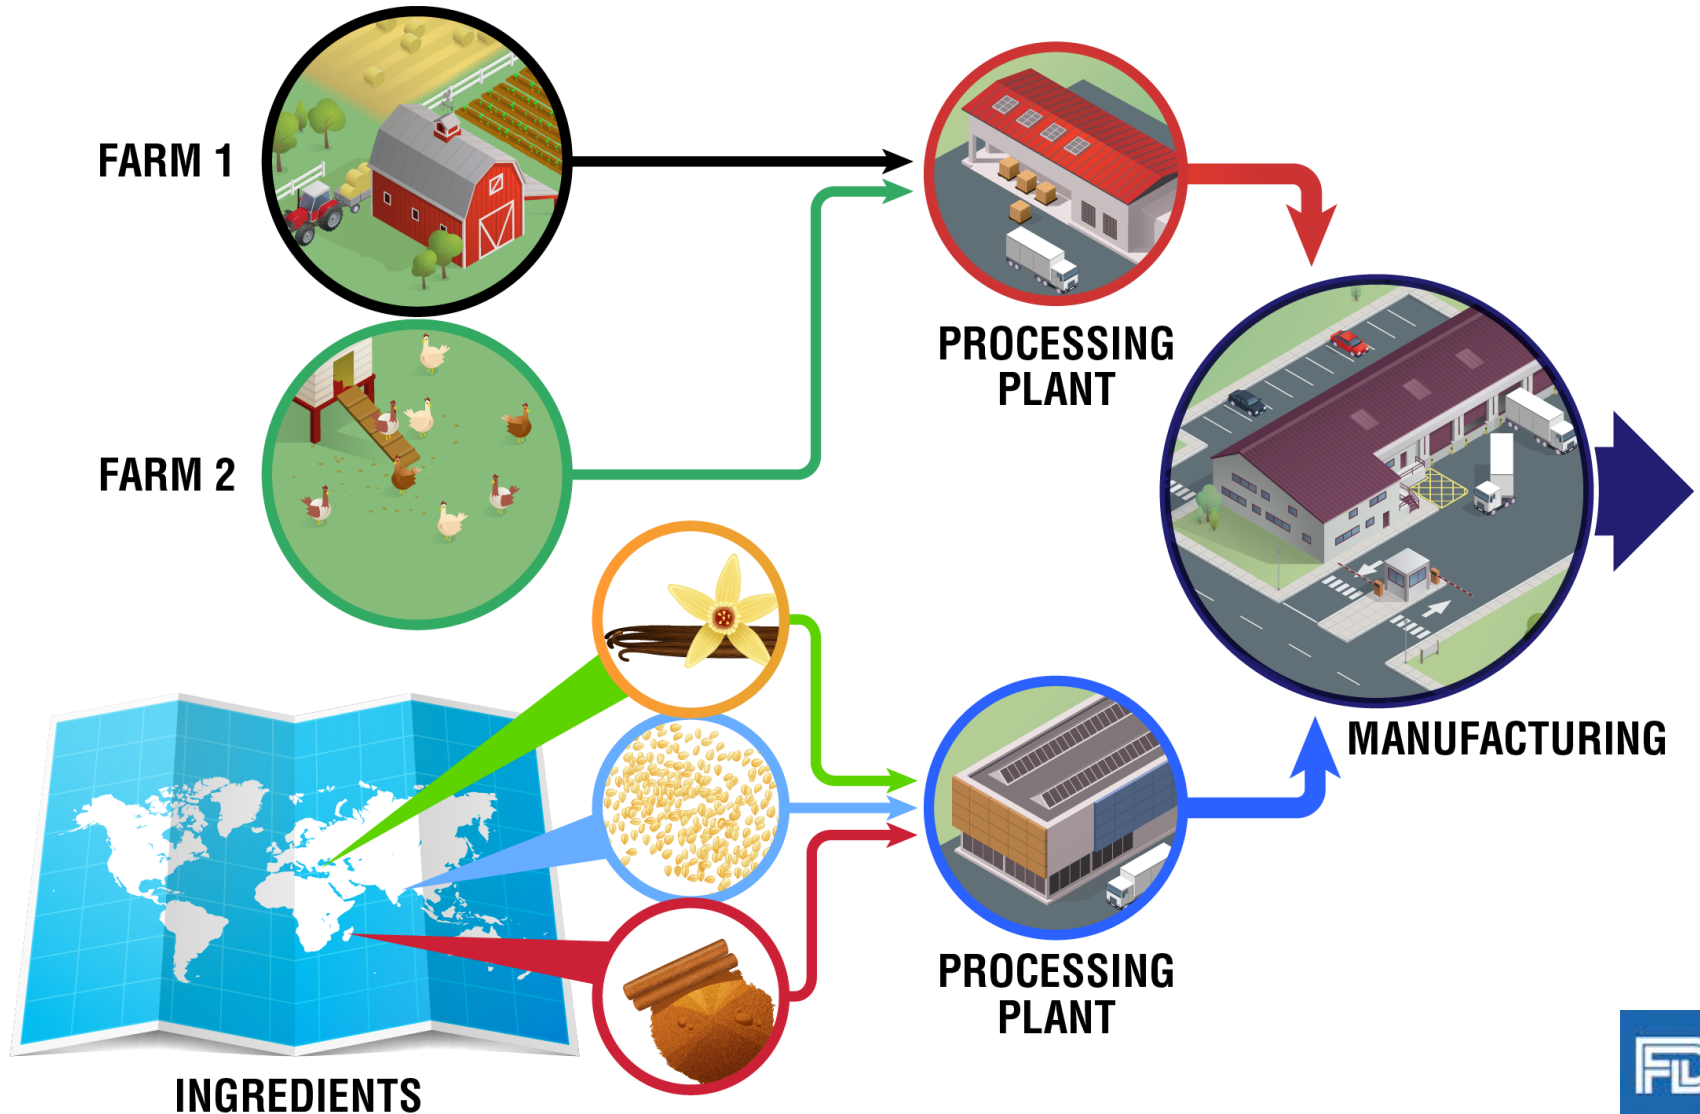 FARM 1
FARM 2
PROCESSING
PLANT
MANUFACTURING
PROCESSING
PLANT
INGREDIENTS